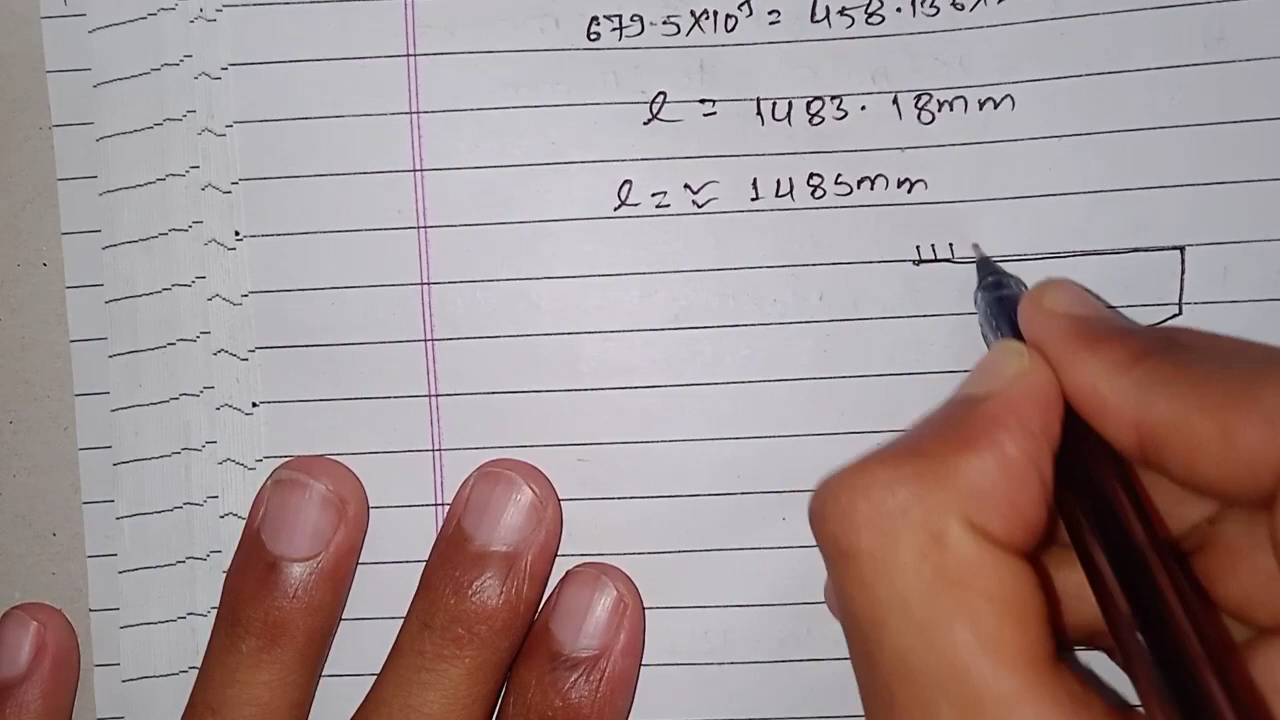 679.5×10³ = 458.136×
l = 1483.18mm
l = ≈ 1485mm